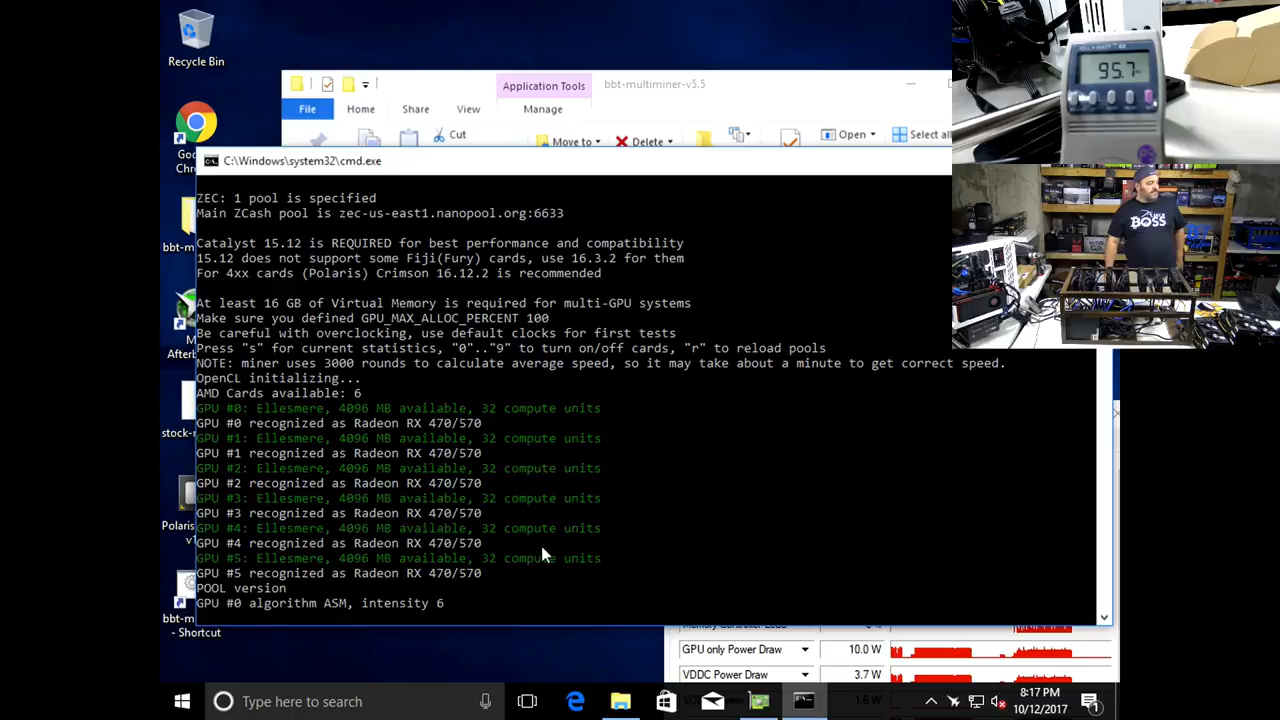 Recycle Bin
Application Tools
bbt-multiminer-v5.5
File
Home
Share
View
Manage
Cut
Move to
Delete
Open
Select all
95.7
BOSS
C:\Windows\system32\cmd.exe
ZEC: 1 pool is specified
Main ZCash pool is zec-us-east1.nanopool.org:6633
Catalyst 15.12 is REQUIRED for best performance and compatibility
15.12 does not support some Fiji(Fury) cards, use 16.3.2 for them
For 4xx cards (Polaris) Crimson 16.12.2 is recommended
At least 16 GB of Virtual Memory is required for multi-GPU systems
Make sure you defined GPU_MAX_ALLOC_PERCENT 100
Be careful with overclocking, use default clocks for first tests
Press "s" for current statistics, "0".."9" to turn on/off cards, "r" to reload pools
NOTE: miner uses 3000 rounds to calculate average speed, so it may take about a minute to get correct speed.
OpenCL initializing...
AMD Cards available: 6
GPU #0: Ellesmere, 4096 MB available, 32 compute units
GPU #0 recognized as Radeon RX 470/570
GPU #1: Ellesmere, 4096 MB available, 32 compute units
GPU #1 recognized as Radeon RX 470/570
GPU #2: Ellesmere, 4096 MB available, 32 compute units
GPU #2 recognized as Radeon RX 470/570
GPU #3: Ellesmere, 4096 MB available, 32 compute units
GPU #3 recognized as Radeon RX 470/570
GPU #4: Ellesmere, 4096 MB available, 32 compute units
GPU #4 recognized as Radeon RX 470/570
GPU #5: Ellesmere, 4096 MB available, 32 compute units
GPU #5 recognized as Radeon RX 470/570
POOL version
GPU #0 algorithm ASM, intensity 6
- Shortcut
GPU only Power Draw
10.0 W
VDDC Power Draw
3.7 W
1.6 W
Type here to search
8:17 PM
10/12/2017
1